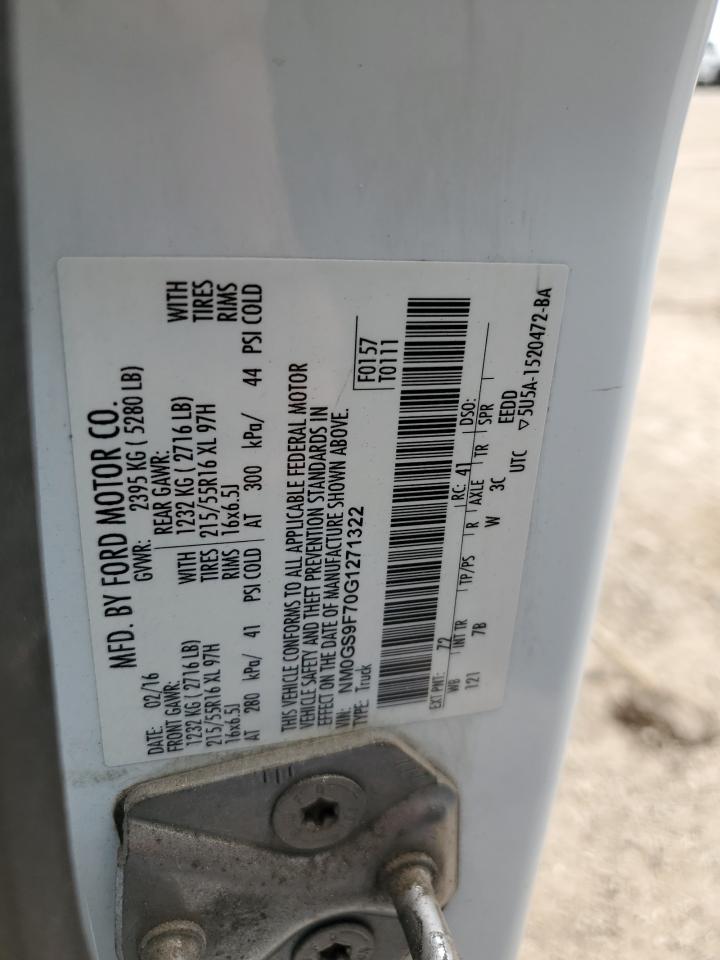 MFD. BY FORD MOTOR CO.
DATE: 02/16 GVWR: 2395 KG ( 5280 LB)
FRONT GAWR: REAR GAWR:
1232 KG ( 2716 LB) WITH 1232 KG ( 2716 LB) WITH
215/55R16 XL 97H TIRES 215/55R16 XL 97H TIRES
16x6.5J RIMS 16x6.5J RIMS
AT 280 kPa/ 41 PSI COLD AT 300 kPa/ 44 PSI COLD
THIS VEHICLE CONFORMS TO ALL APPLICABLE FEDERAL MOTOR
VEHICLE SAFETY AND THEFT PREVENTION STANDARDS IN
EFFECT ON THE DATE OF MANUFACTURE SHOWN ABOVE.
VIN: NM0GS9F70G1271322
TYPE: Truck
F0157
T0111
EXT PNT: 72 RC: 41 DSO:
WB INT TR TP/PS R AXLE TR SPR
121 7B W 3C EEDD
UTC ▽5U5A-1520472-BA